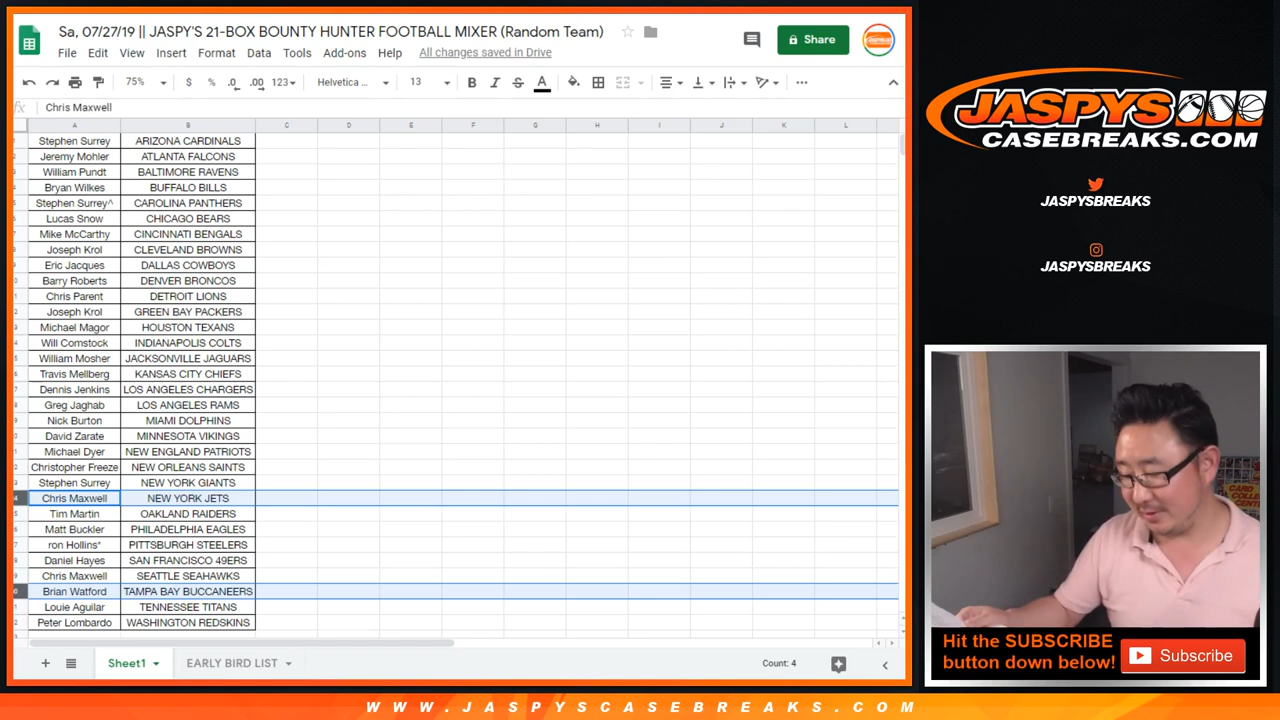 Sa, 07/27/19 || JASPY'S 21-BOX BOUNTY HUNTER FOOTBALL MIXER (Random Team)
File Edit View Insert Format Data Tools Add-ons Help All changes saved in Drive
Share
75% $ % .0 .00 123 Helvetica ... 13 B I S A
fx Chris Maxwell
A B C D E F G H I J K L
Stephen Surrey ARIZONA CARDINALS
Jeremy Mohler ATLANTA FALCONS
William Pundt BALTIMORE RAVENS
Bryan Wilkes BUFFALO BILLS
Stephen Surrey^ CAROLINA PANTHERS
Lucas Snow CHICAGO BEARS
Mike McCarthy CINCINNATI BENGALS
Joseph Krol CLEVELAND BROWNS
Eric Jacques DALLAS COWBOYS
Barry Roberts DENVER BRONCOS
Chris Parent DETROIT LIONS
Joseph Krol GREEN BAY PACKERS
Michael Magor HOUSTON TEXANS
Will Comstock INDIANAPOLIS COLTS
William Mosher JACKSONVILLE JAGUARS
Travis Mellberg KANSAS CITY CHIEFS
Dennis Jenkins LOS ANGELES CHARGERS
Greg Jaghab LOS ANGELES RAMS
Nick Burton MIAMI DOLPHINS
David Zarate MINNESOTA VIKINGS
Michael Dyer NEW ENGLAND PATRIOTS
Christopher Freeze NEW ORLEANS SAINTS
Stephen Surrey NEW YORK GIANTS
Chris Maxwell NEW YORK JETS
Tim Martin OAKLAND RAIDERS
Matt Buckler PHILADELPHIA EAGLES
ron Hollins* PITTSBURGH STEELERS
Daniel Hayes SAN FRANCISCO 49ERS
Chris Maxwell SEATTLE SEAHAWKS
Brian Watford TAMPA BAY BUCCANEERS
Louie Aguilar TENNESSEE TITANS
Peter Lombardo WASHINGTON REDSKINS
Sheet1 EARLY BIRD LIST Count: 4
JASPYS
CASEBREAKS.COM
JASPYSBREAKS
JASPYSBREAKS
Hit the SUBSCRIBE
button down below!
Subscribe
WWW.JASPYSCASEBREAKS.COM